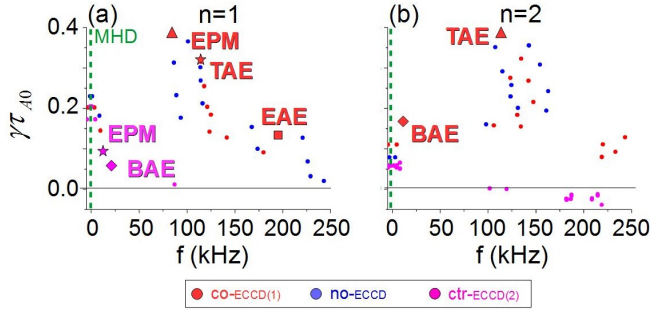 (a) n=1
(b) n=2
0.4
0.2
0.0
γτA0
MHD
EPM
TAE
EAE
EPM
BAE
0 50 100 150 200 250
f (kHz)
TAE
BAE
0 50 100 150 200 250
f (kHz)
co-ECCD(1) no-ECCD ctr-ECCD(2)